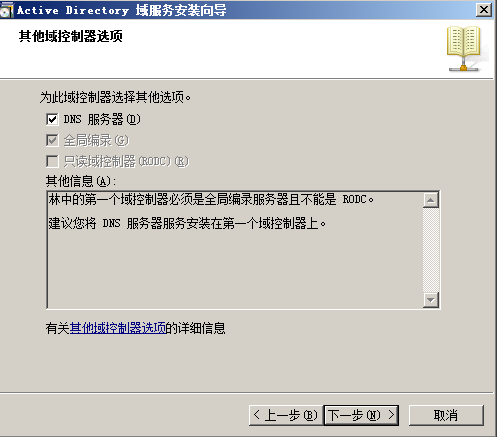 Active Directory 域服务安装向导
其他域控制器选项
为此域控制器选择其他选项。
DNS 服务器(D)
全局编录(G)
只读域控制器(RODC)(R)
其他信息(A):
林中的第一个域控制器必须是全局编录服务器且不能是 RODC。
建议您将 DNS 服务器服务安装在第一个域控制器上。
有关其他域控制器选项的详细信息
< 上一步(B) 下一步(N) > 取消